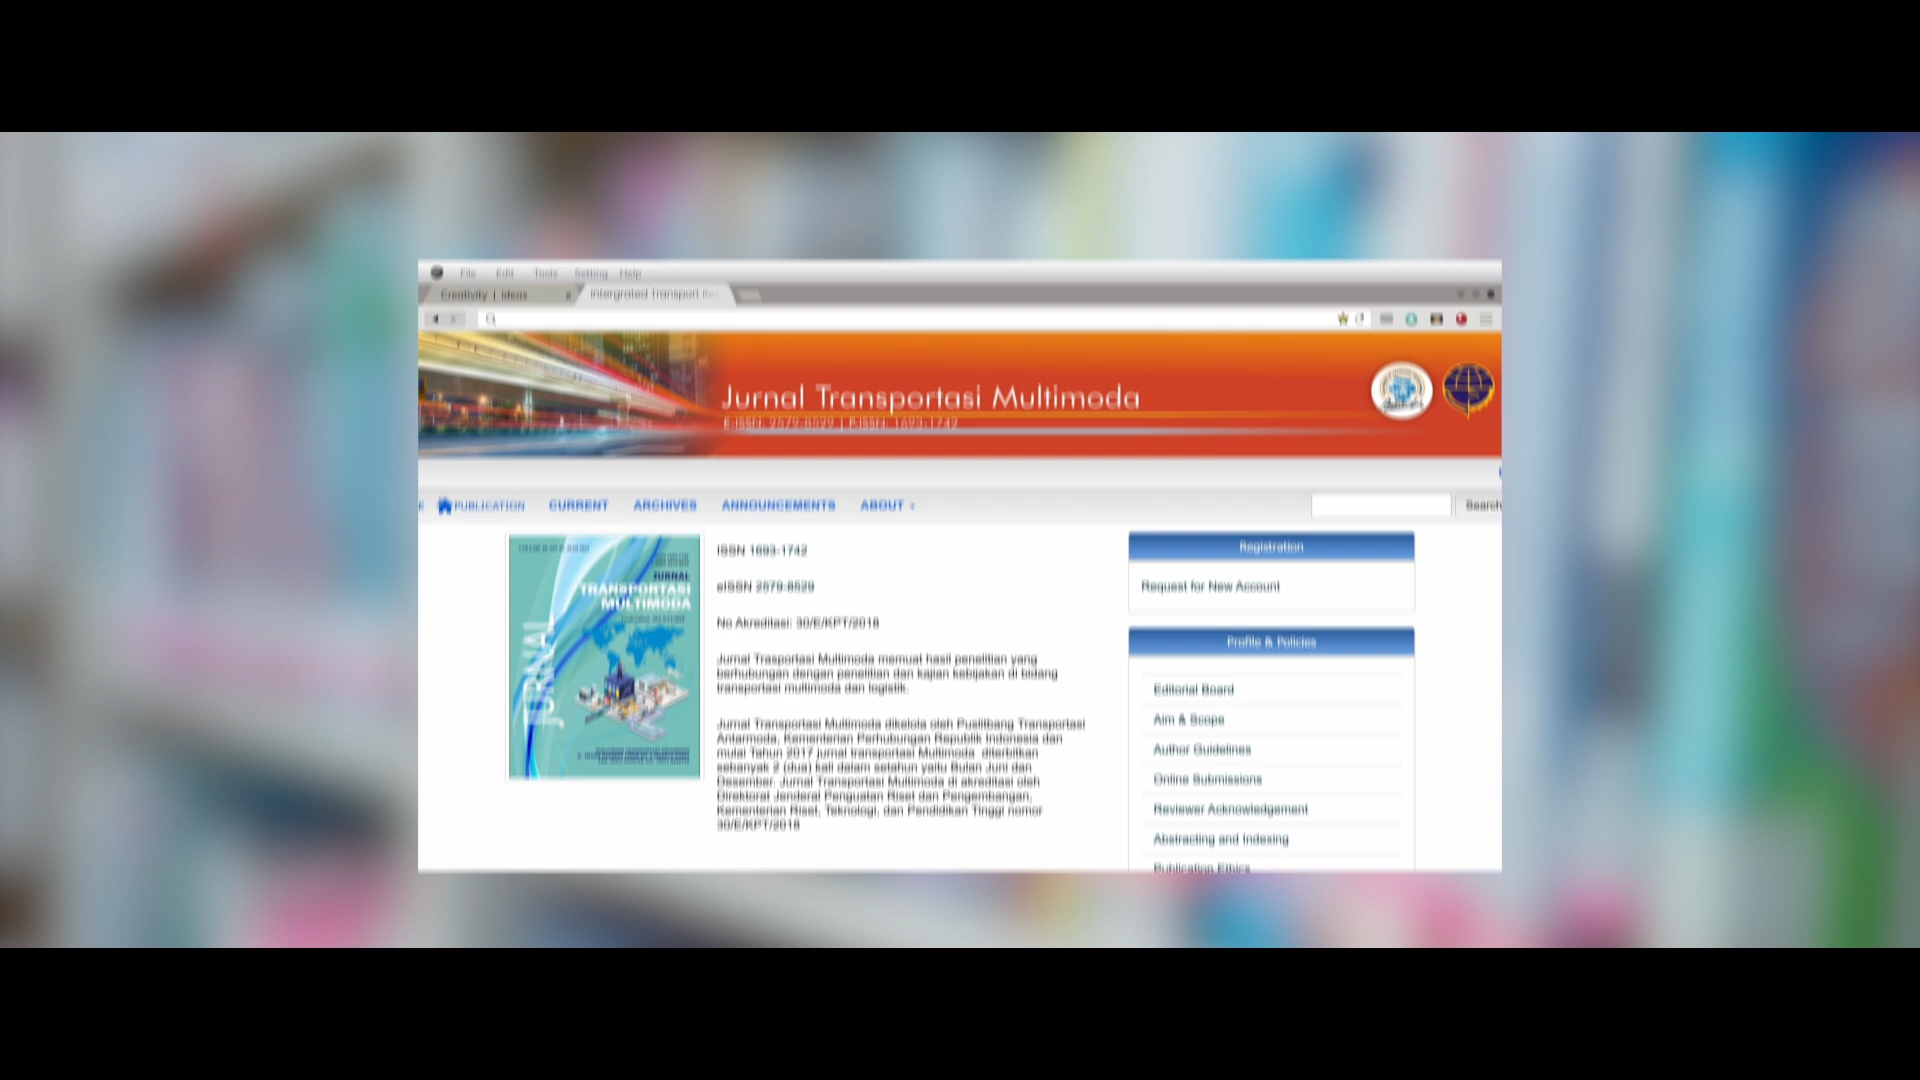 File Edit Tools Setting Help
Creativity | Ideas x Intergrated Transport
Jurnal Transportasi Multimoda
PUBLICATION CURRENT ARCHIVES ANNOUNCEMENTS ABOUT
Search
JURNAL
TRANSPORTASI
MULTIMODA
JURNAL
ISSN 1693-1742
eISSN 2579-8529
No Akreditasi: 30/E/KPT/2018
Jurnal Trasportasi Multimoda memuat hasil penelitian yang
berhubungan dengan penelitian dan kajian kebijakan di bidang
transportasi multimoda dan logistik.
Jurnal Transportasi Multimoda dikelola oleh Puslitbang Transportasi
Antarmoda, Kementerian Perhubungan Republik Indonesia dan
mulai Tahun 2017 jurnal transportasi Multimoda diterbitkan
sebanyak 2 (dua) kali dalam setahun yaitu Bulan Juni dan
Desember. Jurnal Transportasi Multimoda di akreditasi oleh
Direktorat Jenderal Penguatan Riset dan Pengembangan,
Kementerian Riset, Teknologi, dan Pendidikan Tinggi nomor
30/E/KPT/2018
Registration
Request for New Account
Profile & Policies
Editorial Board
Aim & Scope
Author Guidelines
Online Submissions
Reviewer Acknowledgement
Abstracting and Indexing
Publication Ethics